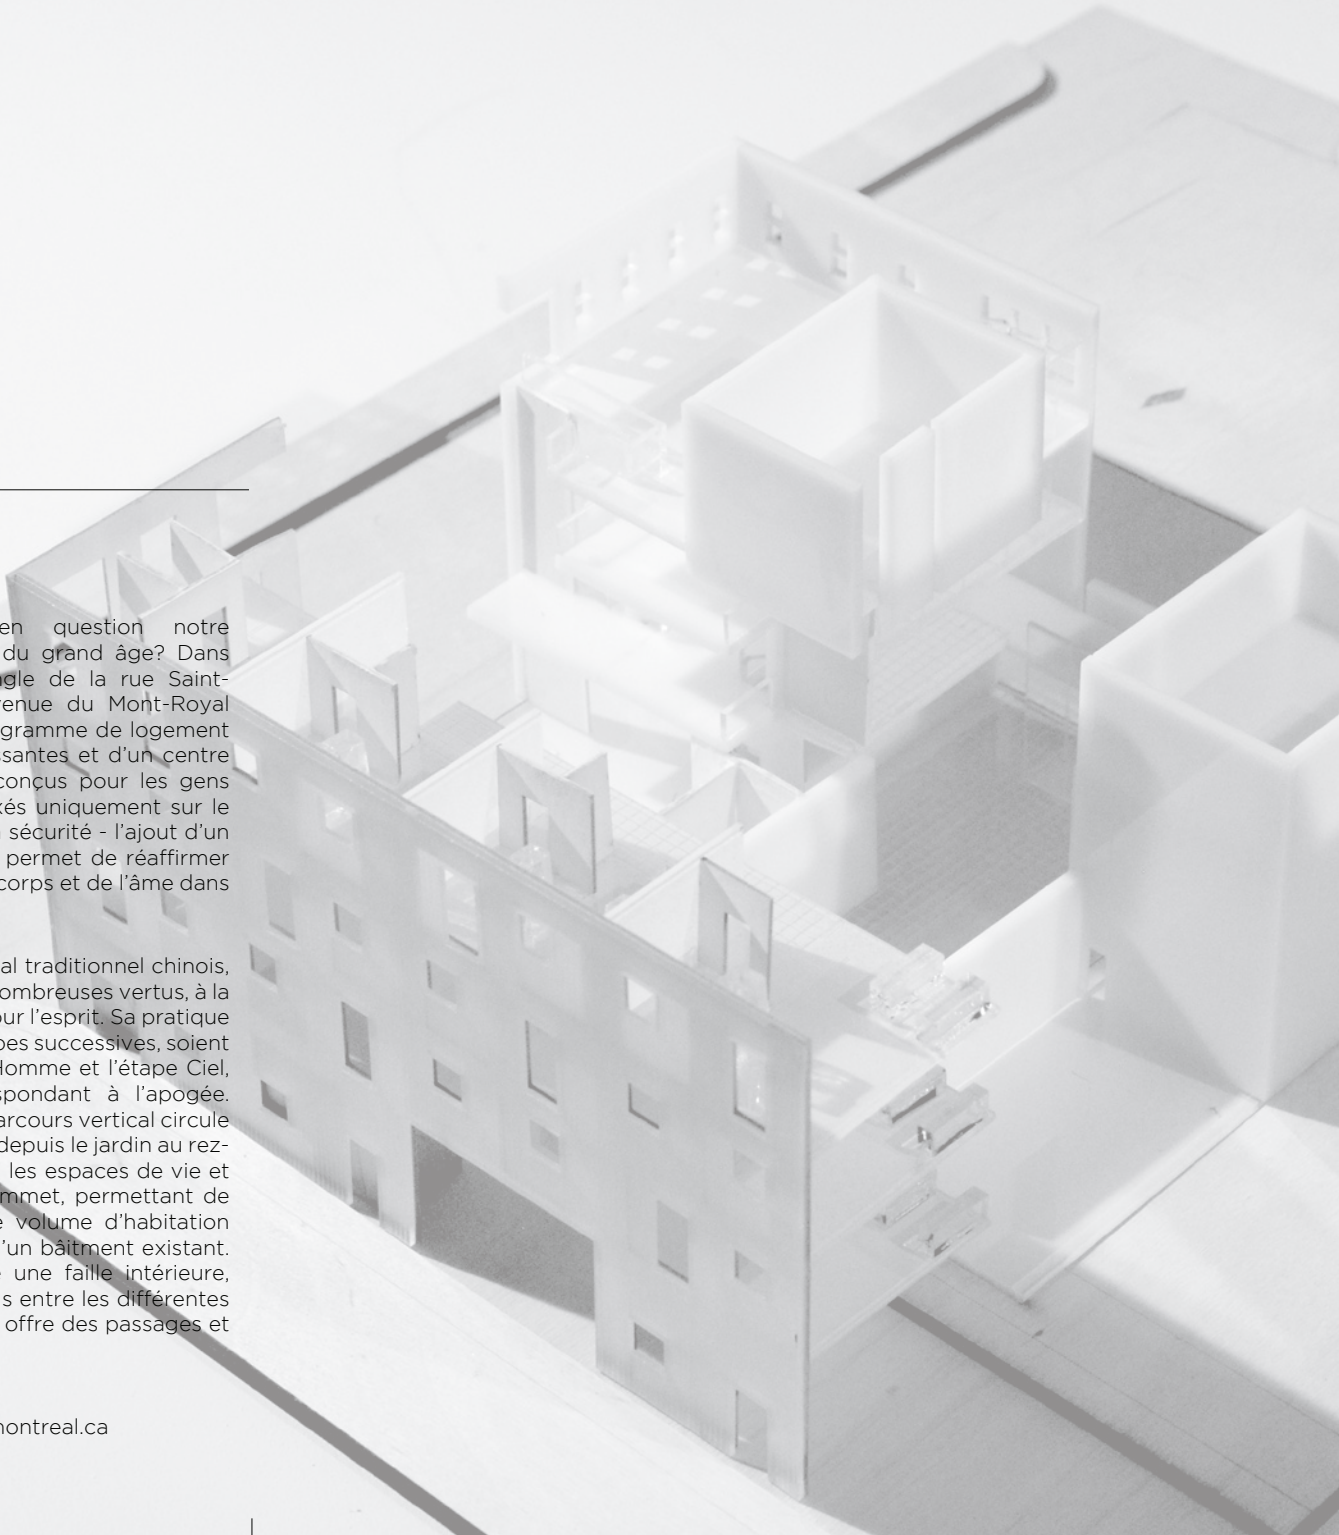 en question notre
du grand âge? Dans
ngle de la rue Saint-
venue du Mont-Royal
gramme de logement
ssantes et d'un centre
conçus pour les gens
xés uniquement sur le
sécurité - l'ajout d'un
permet de réaffirmer
corps et de l'âme dans
al traditionnel chinois,
ombreuses vertus, à la
our l'esprit. Sa pratique
pes successives, soient
Homme et l'étape Ciel,
spondant à l'apogée.
arcours vertical circule
depuis le jardin au rez-
les espaces de vie et
mmet, permettant de
volume d'habitation
'un bâitment existant.
une faille intérieure,
s entre les différentes
offre des passages et
montreal.ca